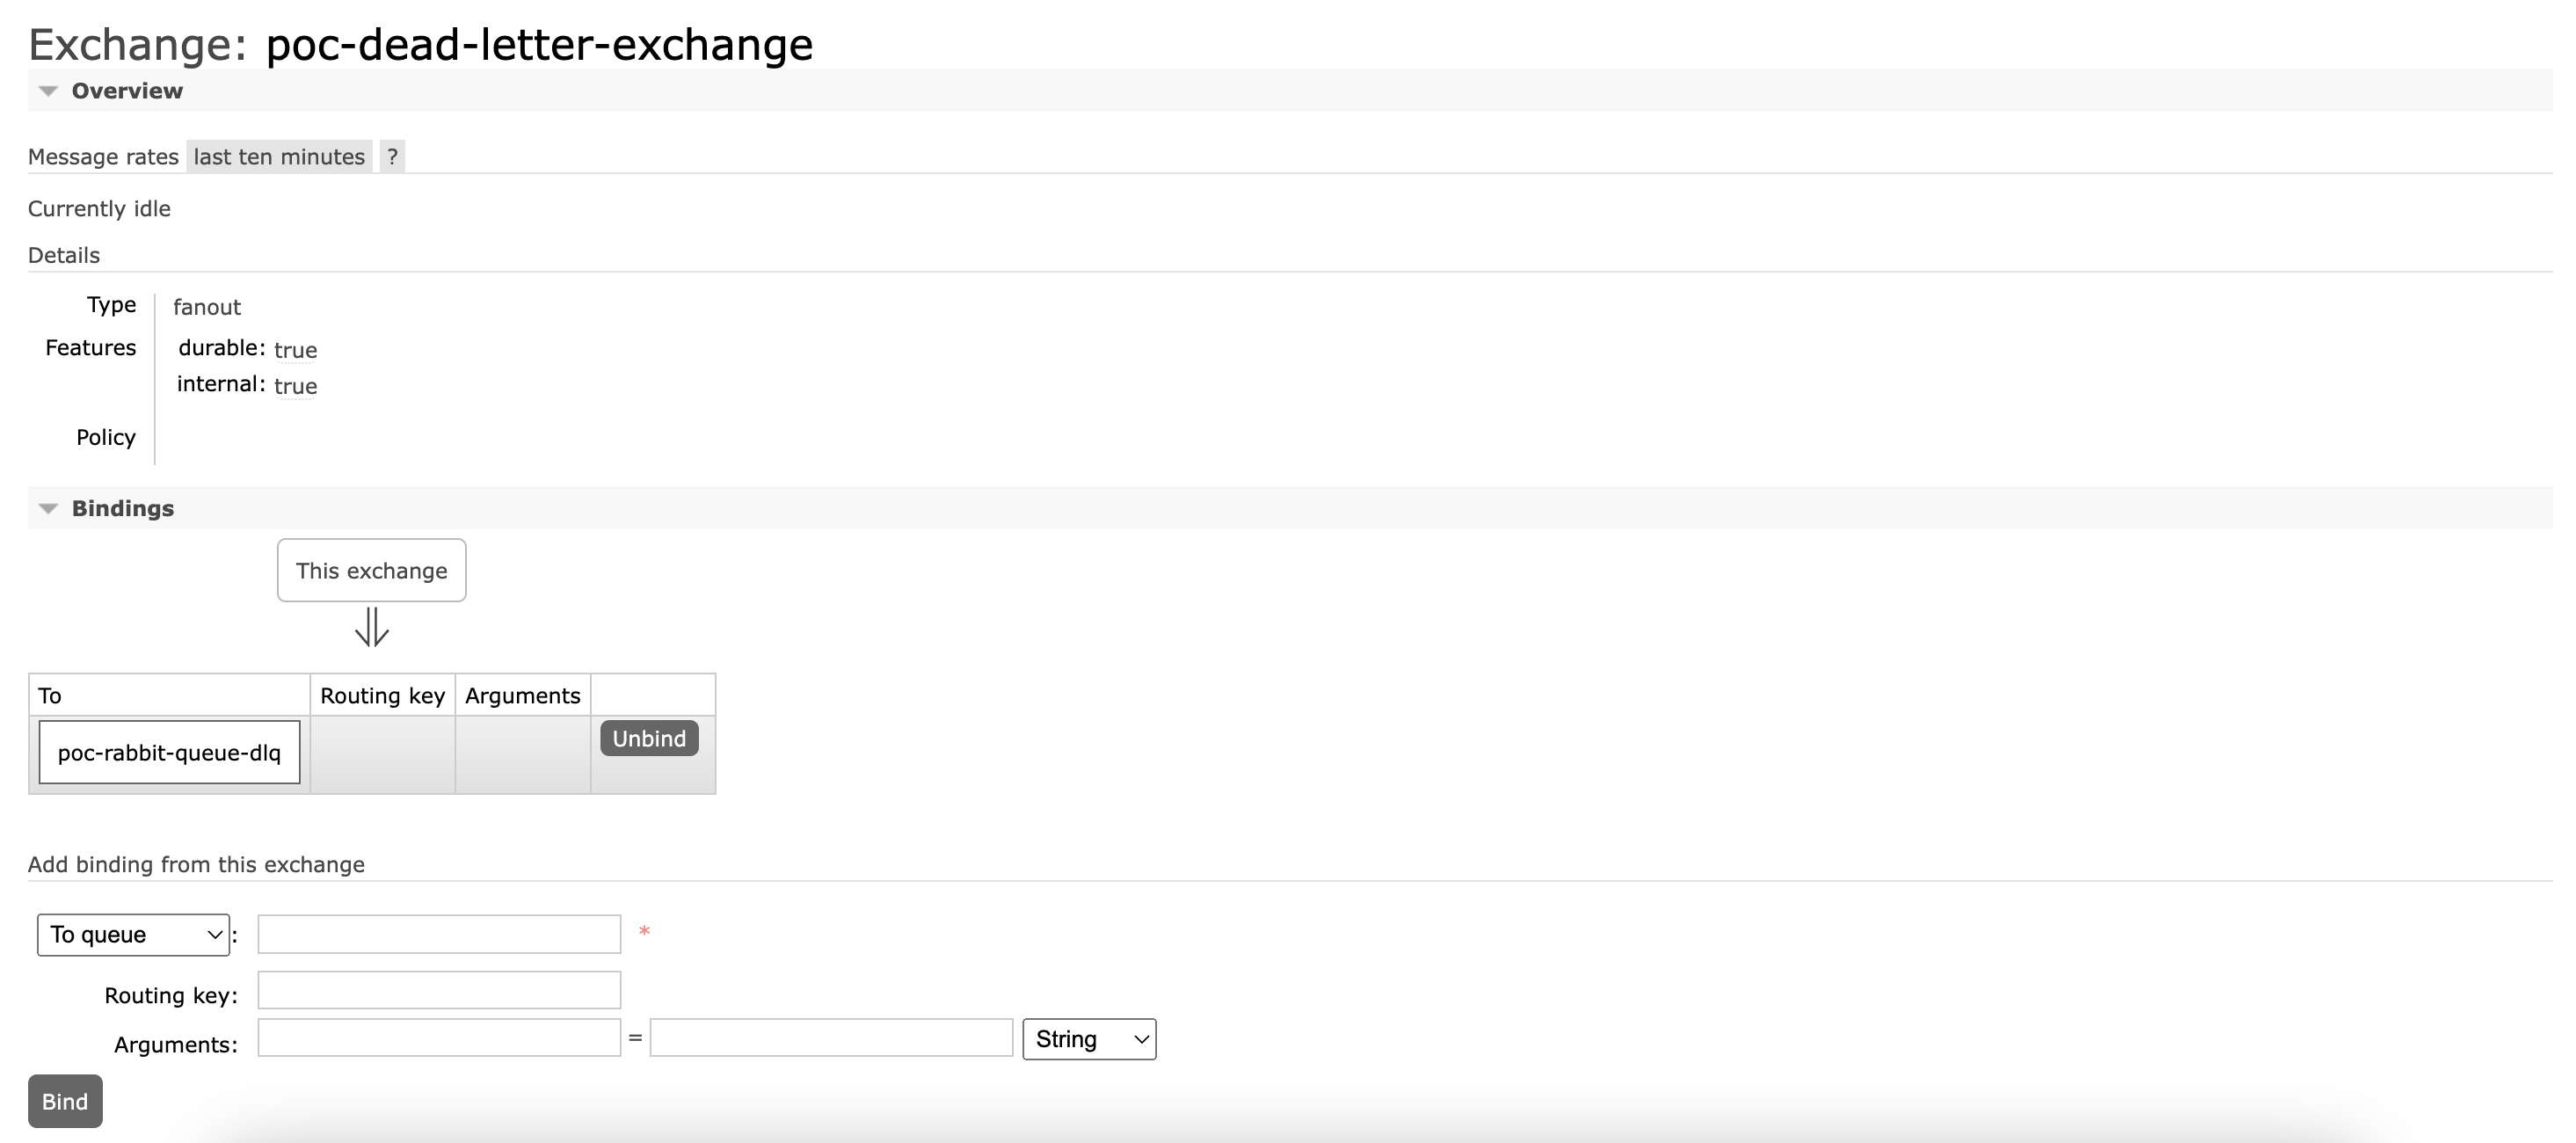 Exchange: poc-dead-letter-exchange
Overview
Message rates last ten minutes ?
Currently idle
Details
Type fanout
Features durable: true
internal: true
Policy
Bindings
This exchange
To Routing key Arguments
poc-rabbit-queue-dlq Unbind
Add binding from this exchange
To queue : *
Routing key:
Arguments: = String
Bind